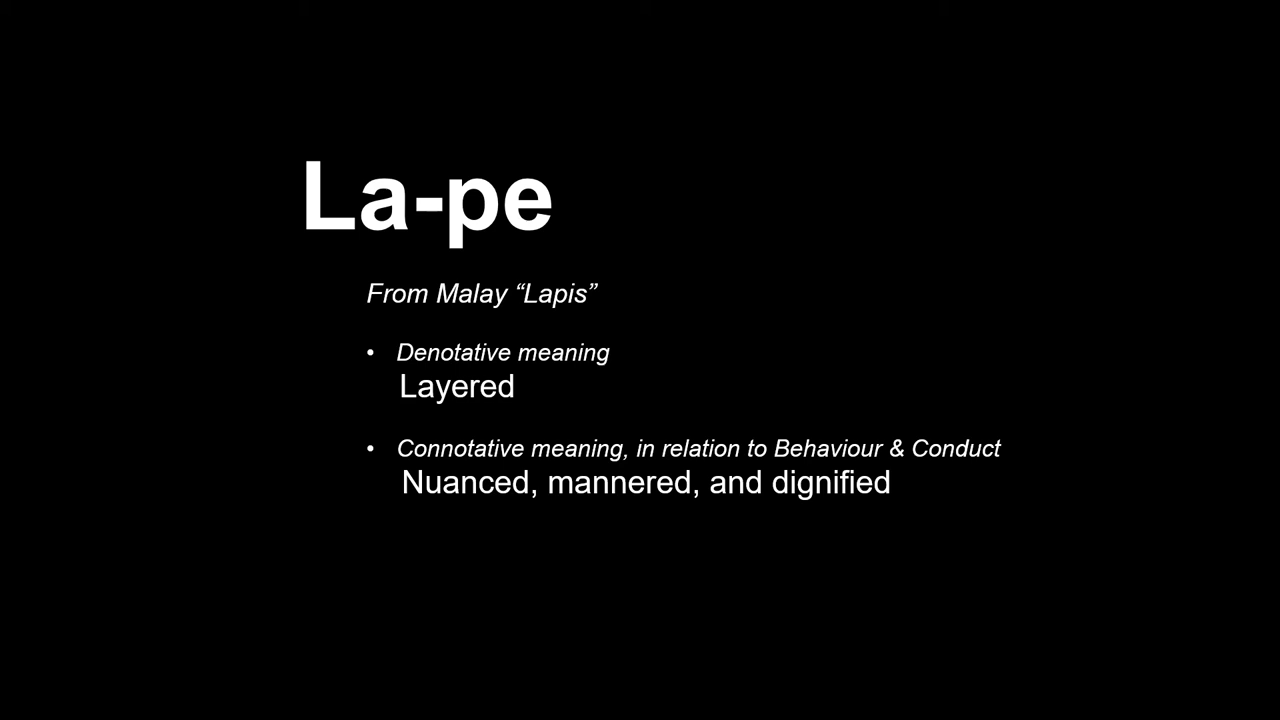 La-pe
From Malay “Lapis”
• Denotative meaning
Layered
• Connotative meaning, in relation to Behaviour & Conduct
Nuanced, mannered, and dignified